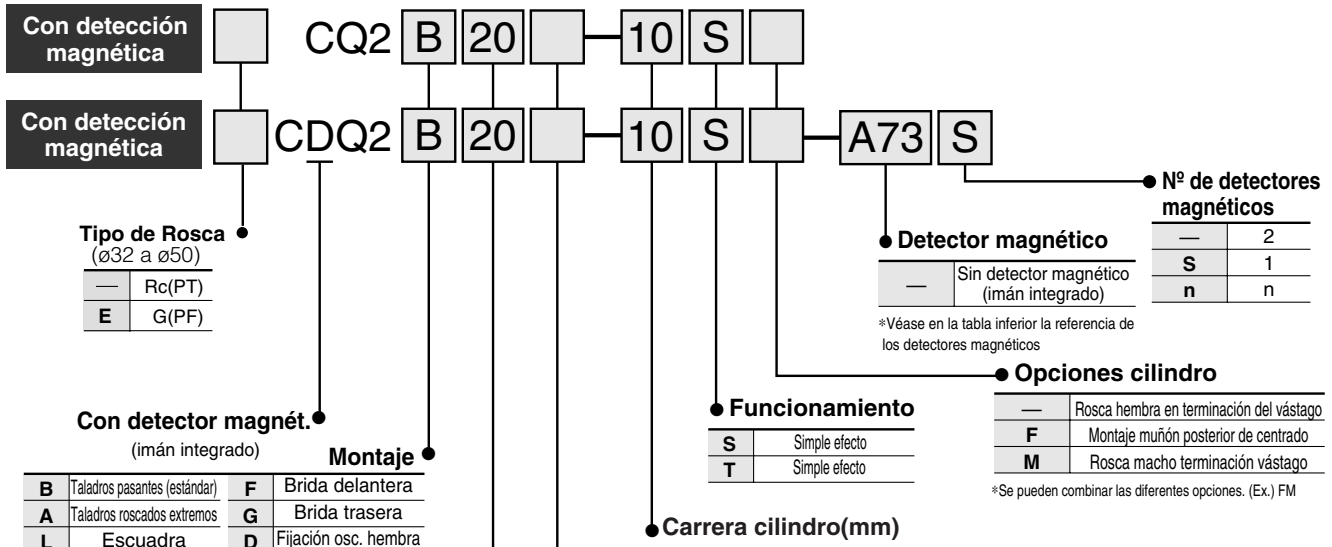 Con detección
magnética
CQ2 B 20 10 S
Con detección
magnética
CDQ2 B 20 10 S A73 S
Nº de detectores
magnéticos
— 2
S 1
n n
Tipo de Rosca
(ø32 a ø50)
— Rc(PT)
E G(PF)
Detector magnético
— Sin detector magnético
(imán integrado)
*Véase en la tabla inferior la referencia de
los detectores magnéticos
Opciones cilindro
— Rosca hembra en terminación del vástago
F Montaje muñón posterior de centrado
M Rosca macho terminación vástago
*Se pueden combinar las diferentes opciones. (Ex.) FM
Con detector magnét.
(imán integrado)
Funcionamiento
S Simple efecto
T Simple efecto
Montaje
B Taladros pasantes (estándar) F Brida delantera
A Taladros roscados extremos G Brida trasera
L Escuadra D Fijación osc. hembra
Carrera cilindro(mm)